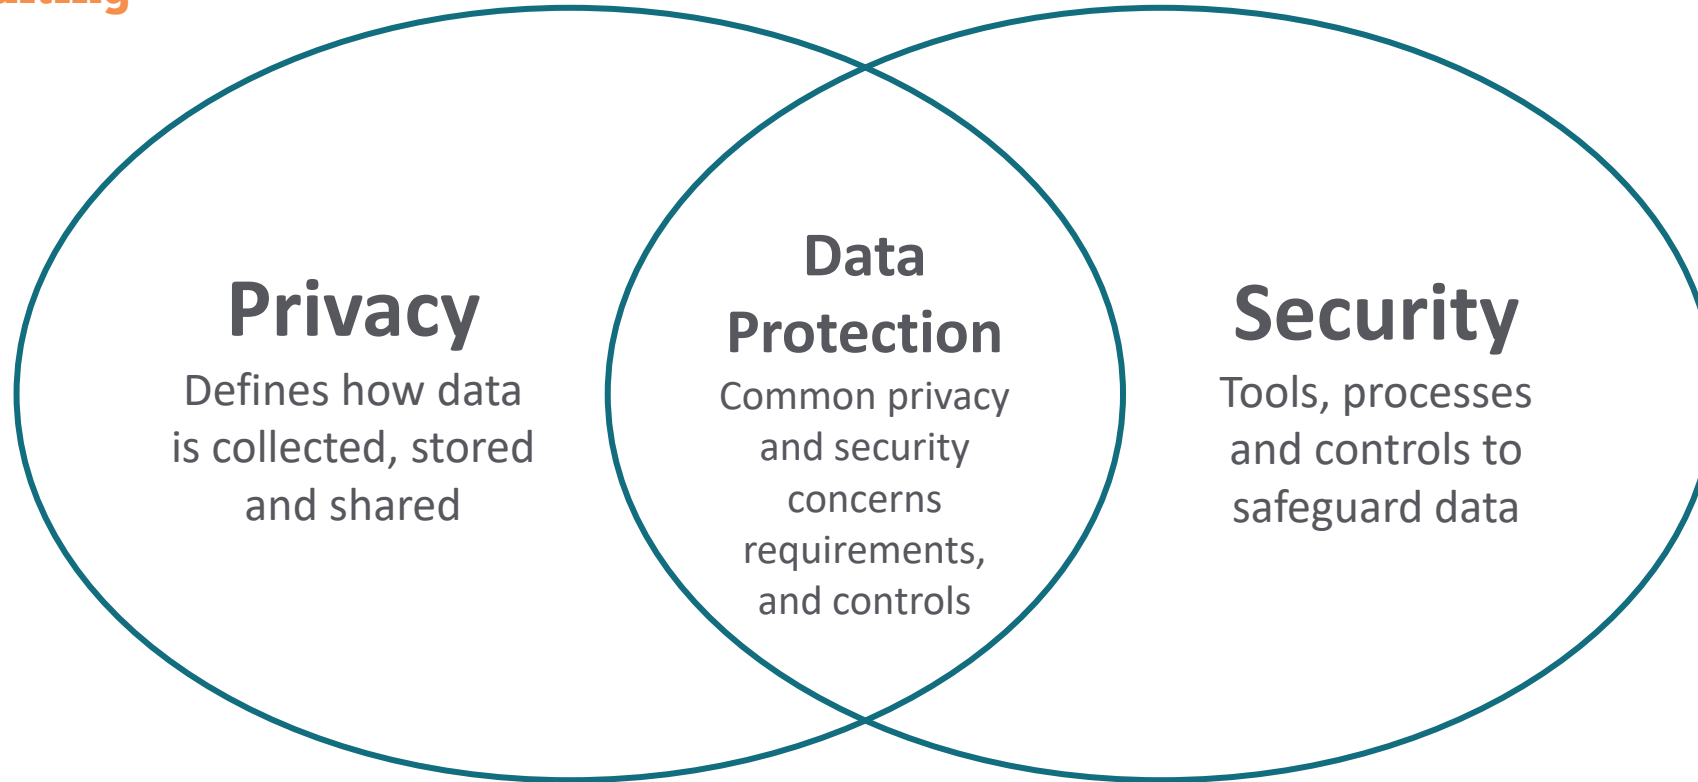 Privacy
Defines how data
is collected, stored
and shared
Data
Protection
Common privacy
and security
concerns
requirements,
and controls
Security
Tools, processes
and controls to
safeguard data